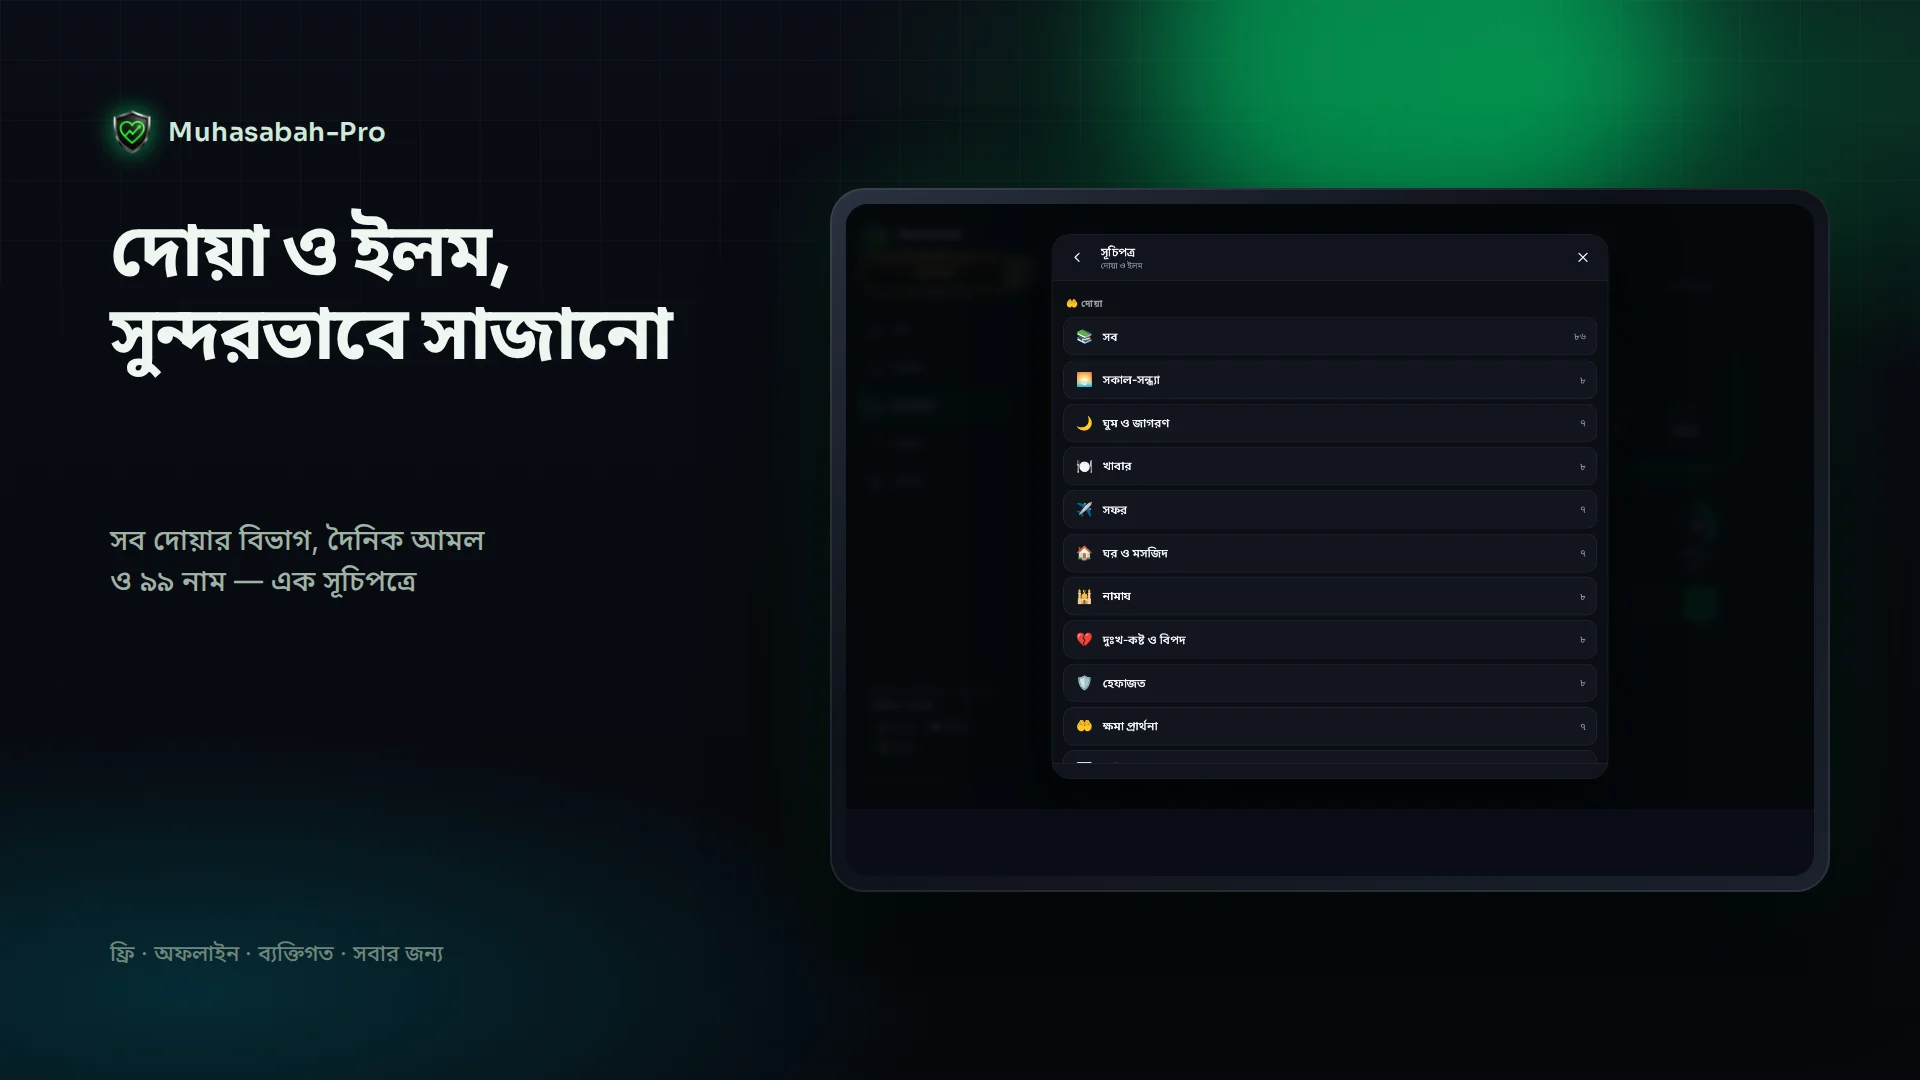 Muhasabah-Pro
দোয়া ও ইলম,
সুন্দরভাবে সাজানো
সব দোয়ার বিভাগ, দৈনিক আমল
ও ৯৯ নাম — এক সূচিপত্রে
ফ্রি · অফলাইন · ব্যক্তিগত · সবার জন্য
সূচিপত্র
দোয়া ও ইলম
🤲 দোয়া
সব ৮৬
সকাল-সন্ধ্যা ৮
ঘুম ও জাগরণ ৭
খাবার ৮
সফর ৭
ঘর ও মসজিদ ৭
নামায ৮
দুঃখ-কষ্ট ও বিপদ ৮
হেফাজত ৮
ক্ষমা প্রার্থনা ৭